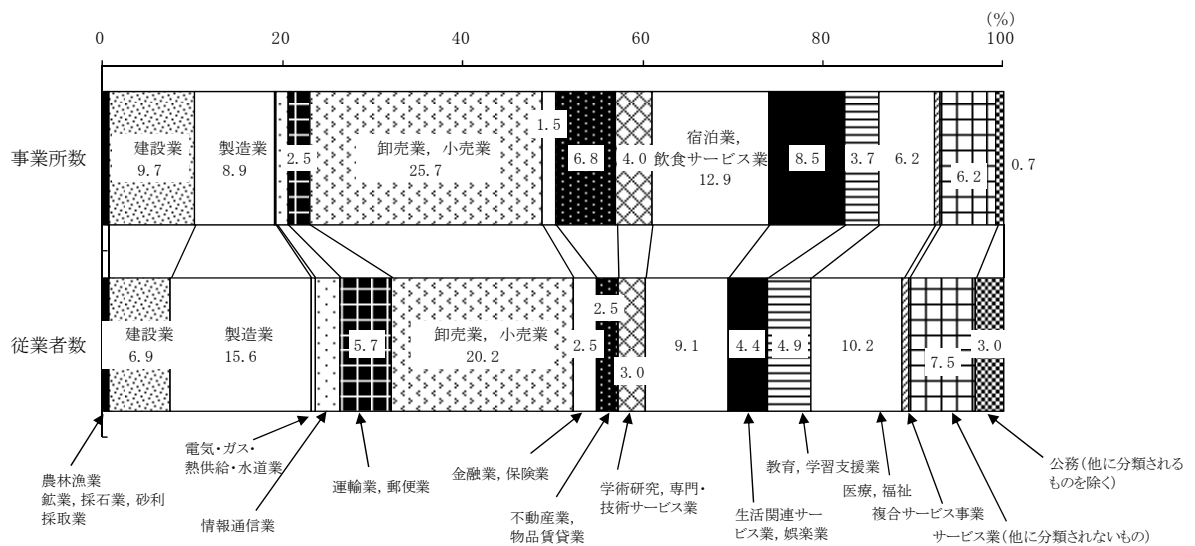 (%)
0 20 40 60 80 100
事業所数
建設業
9.7
製造業
8.9
2.5
卸売業，小売業
25.7
1.5
6.8
4.0
宿泊業，
飲食サービス業
12.9
8.5
3.7
6.2
6.2
0.7
従業者数
建設業
6.9
製造業
15.6
5.7
卸売業，小売業
20.2
2.5
2.5
3.0
9.1
4.4
4.9
10.2
7.5
3.0
農林漁業
鉱業，採石業，砂利
採取業
電気・ガス・
熱供給・水道業
情報通信業
運輸業，郵便業
金融業，保険業
不動産業，
物品賃貸業
学術研究，専門・
技術サービス業
生活関連サー
ビス業，娯楽業
教育，学習支援業
医療，福祉
複合サービス事業
サービス業（他に分類されないもの）
公務（他に分類される
ものを除く）